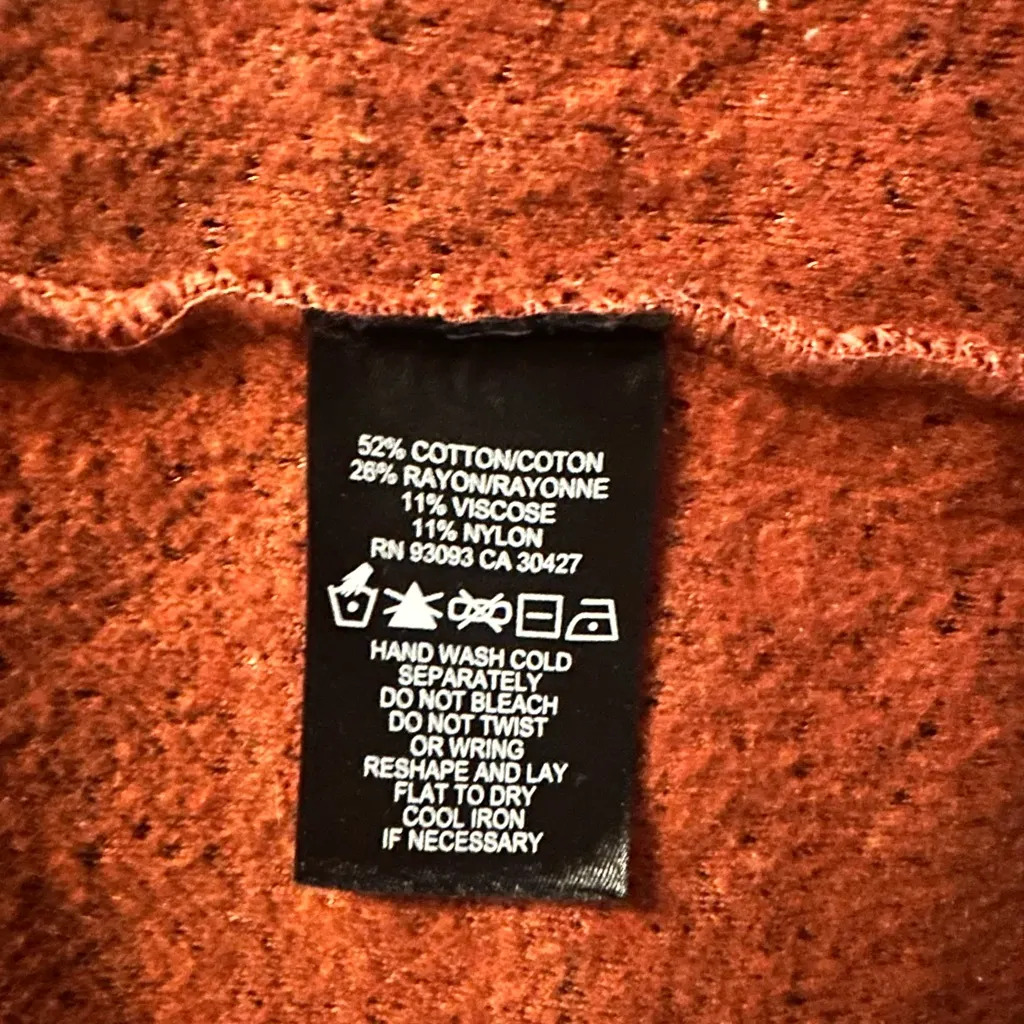 52% COTTON/COTON
26% RAYON/RAYONNE
11% VISCOSE
11% NYLON
RN 93093 CA 30427
HAND WASH COLD
SEPARATELY
DO NOT BLEACH
DO NOT TWIST
OR WRING
RESHAPE AND LAY
FLAT TO DRY
COOL IRON
IF NECESSARY